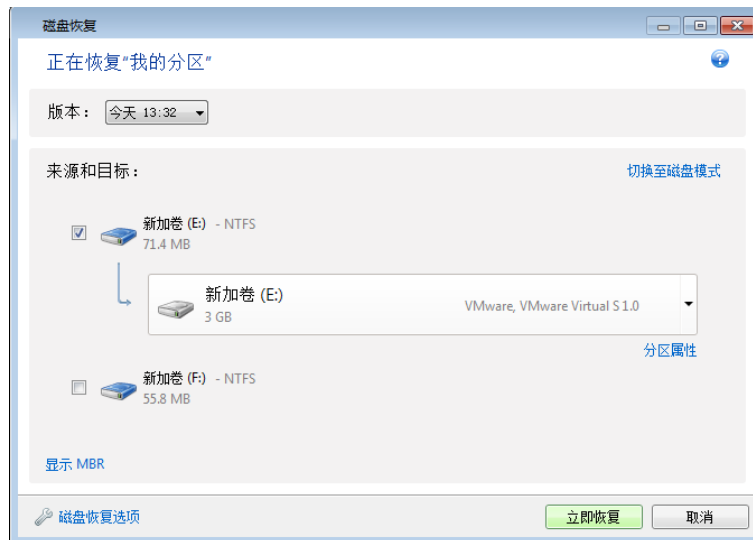 磁盘恢复
正在恢复"我的分区"
版本： 今天 13:32
来源和目标： 切换至磁盘模式
新加卷 (E:) - NTFS
71.4 MB
新加卷 (E:) VMware, VMware Virtual S 1.0
3 GB
分区属性
新加卷 (F:) - NTFS
55.8 MB
显示 MBR
磁盘恢复选项 立即恢复 取消